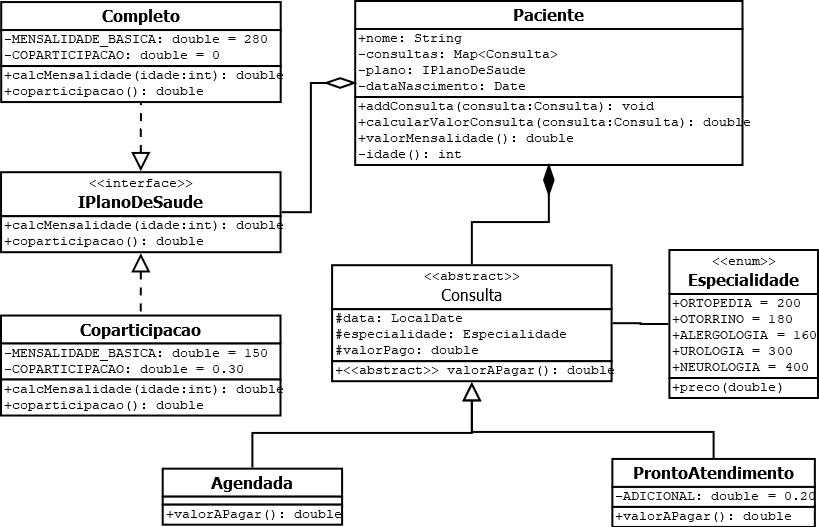 Completo
-MENSALIDADE_BASICA: double = 280
-COPARTICIPACAO: double = 0
+calcMensalidade(idade:int): double
+coparticipacao(): double
Paciente
+nome: String
-consultas: Map<Consulta>
-plano: IPlanoDeSaude
-dataNascimento: Date
+addConsulta(consulta:Consulta): void
+calcularValorConsulta(consulta:Consulta): double
+valorMensalidade(): double
-idade(): int
<<interface>>
IPlanoDeSaude
+calcMensalidade(idade:int): double
+coparticipacao(): double
<<abstract>>
Consulta
#data: LocalDate
#especialidade: Especialidade
#valorPago: double
+<<abstract>> valorAPagar(): double
<<enum>>
Especialidade
+ORTOPEDIA = 200
+OTORRINO = 180
+ALERGOLOGIA = 160
+UROLOGIA = 300
+NEUROLOGIA = 400
+preco(double)
Coparticipacao
-MENSALIDADE_BASICA: double = 150
-COPARTICIPACAO: double = 0.30
+calcMensalidade(idade:int): double
+coparticipacao(): double
Agendada
+valorAPagar(): double
ProntoAtendimento
-ADICIONAL: double = 0.20
+valorAPagar(): double